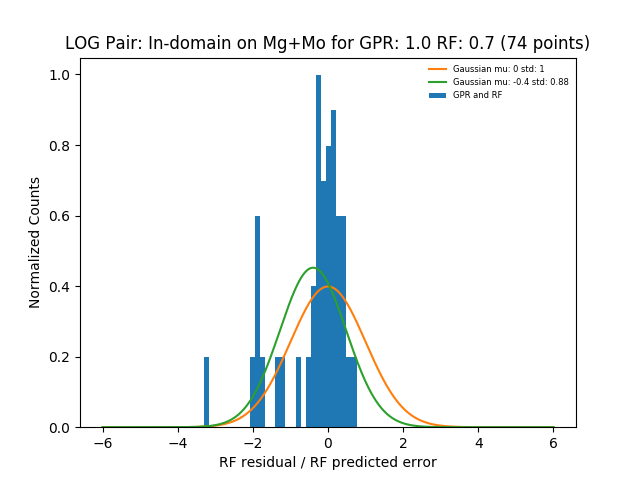 LOG Pair: In-domain on Mg+Mo for GPR: 1.0 RF: 0.7 (74 points)
Gaussian mu: 0 std: 1
Gaussian mu: -0.4 std: 0.88
GPR and RF
Normalized Counts
1.0
0.8
0.6
0.4
0.2
0.0
−6 −4 −2 0 2 4 6
RF residual / RF predicted error